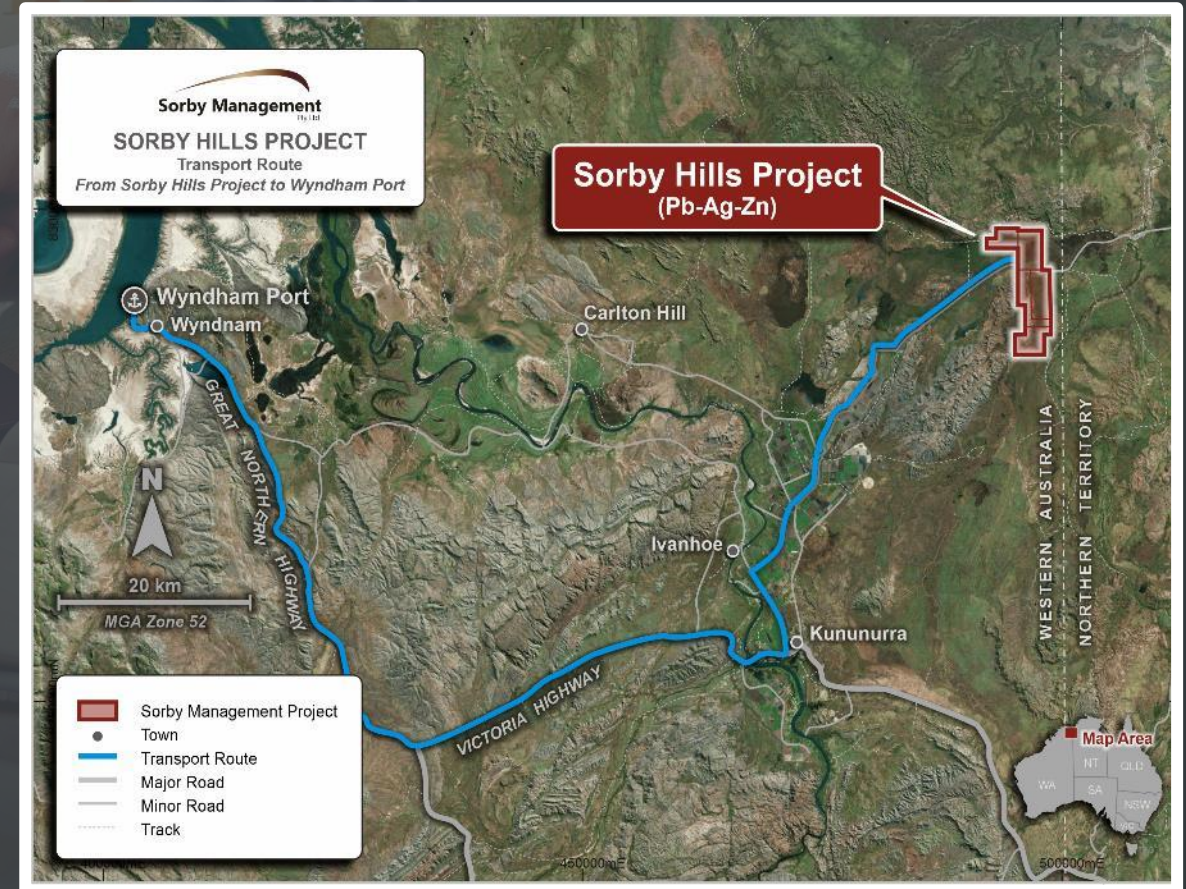 Sorby Management
Pty Ltd
SORBY HILLS PROJECT
Transport Route
From Sorby Hills Project to Wyndham Port
Sorby Hills Project
(Pb-Ag-Zn)
Wyndham Port
Wyndnam
Carlton Hill
GREAT NORTHERN HIGHWAY
N
20 km
MGA Zone 52
Ivanhoe
Kununurra
VICTORIA HIGHWAY
WESTERN AUSTRALIA
NORTHERN TERRITORY
Sorby Management Project
Town
Transport Route
Major Road
Minor Road
Track
Map Area
WA
NT
QLD
SA
NSW
450000mE
500000mE